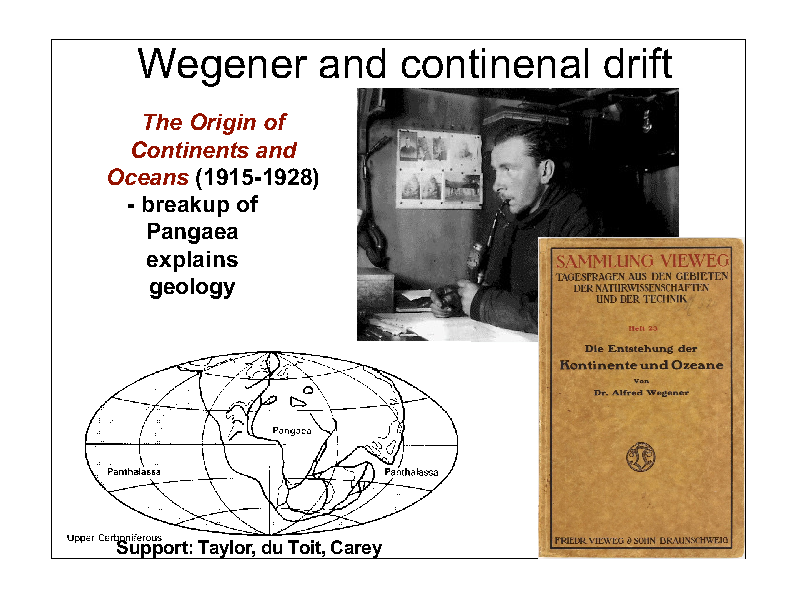 Wegener and continenal drift
The Origin of
Continents and
Oceans (1915-1928)
- breakup of
Pangaea
explains
geology
SAMMLUNG VIEWEG
TAGESFRAGEN AUS DEN GEBIETEN
DER NATURWISSENSCHAFTEN
UND DER TECHNIK
Heft 23
Die Entstehung der
Kontinente und Ozeane
Von
Dr. Alfred Wegener
FRIEDR. VIEWEG & SOHN BRAUNSCHWEIG
Pangaea
Panthalassa Panthalassa
Upper Carboniferous
Support: Taylor, du Toit, Carey